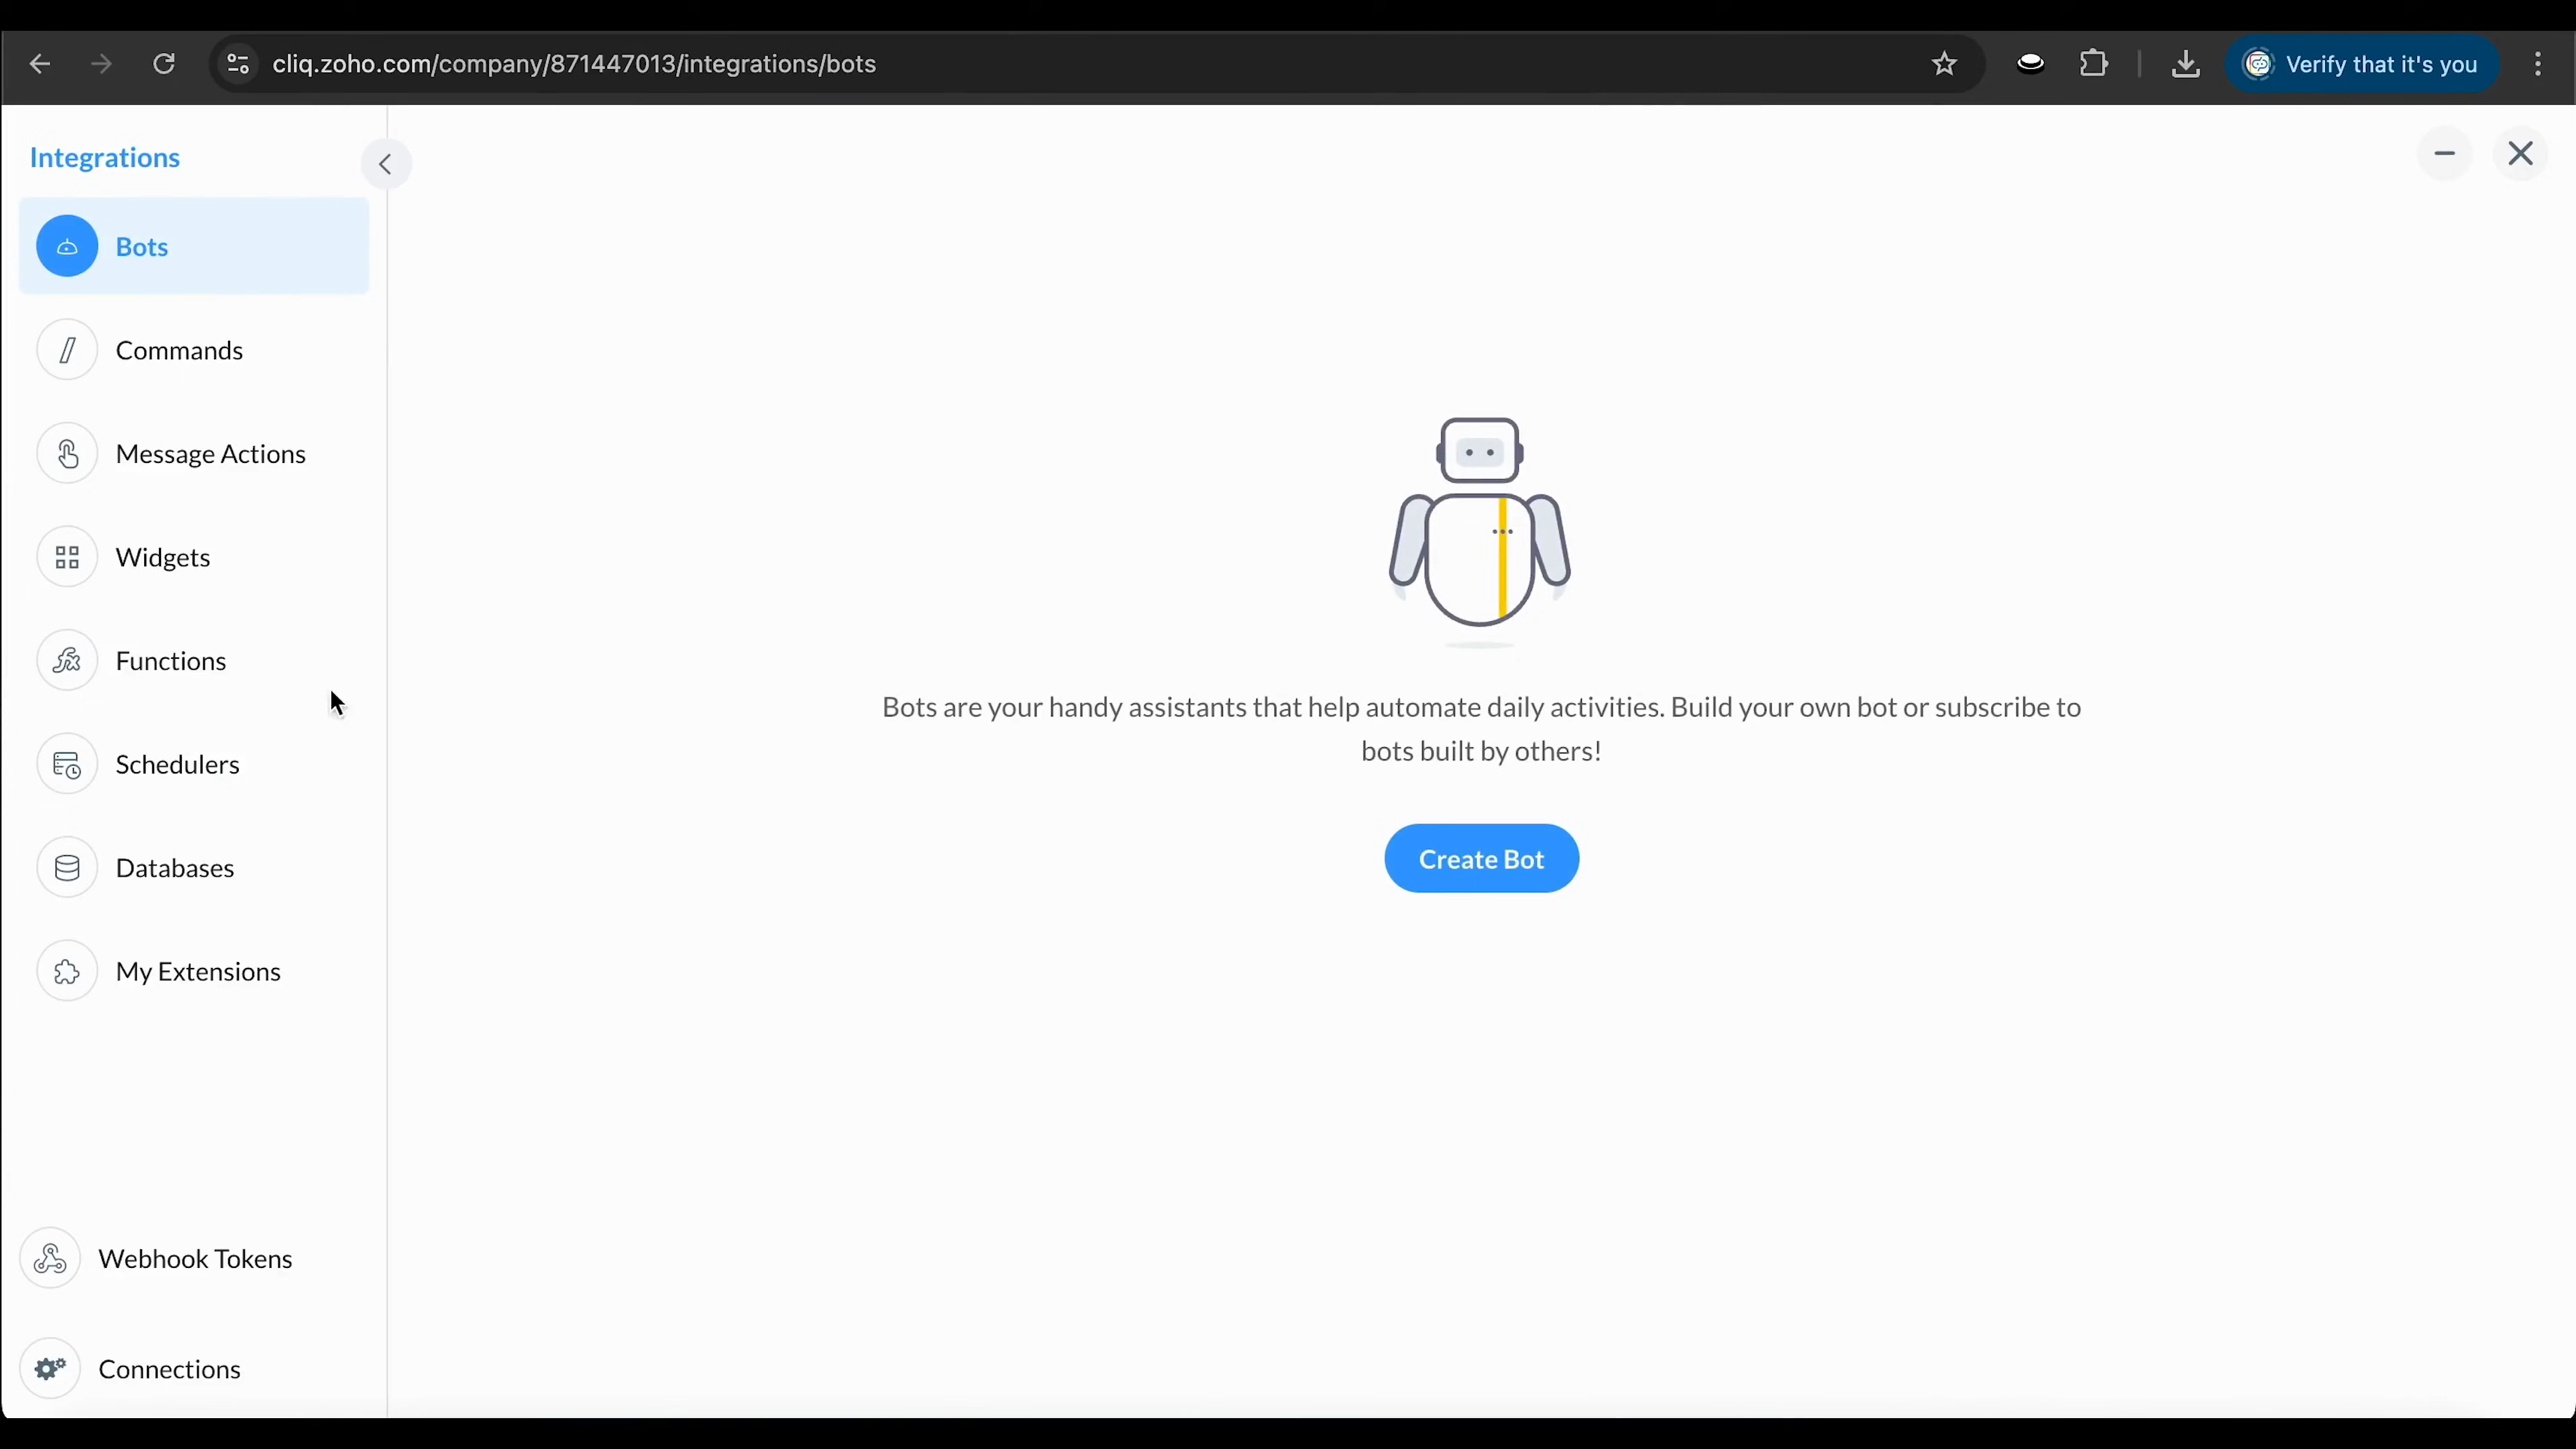 cliq.zoho.com/company/871447013/integrations/bots
Verify that it's you
Integrations
Bots
Commands
Message Actions
Widgets
Functions
Schedulers
Databases
My Extensions
Webhook Tokens
Connections
Bots are your handy assistants that help automate daily activities. Build your own bot or subscribe to
bots built by others!
Create Bot